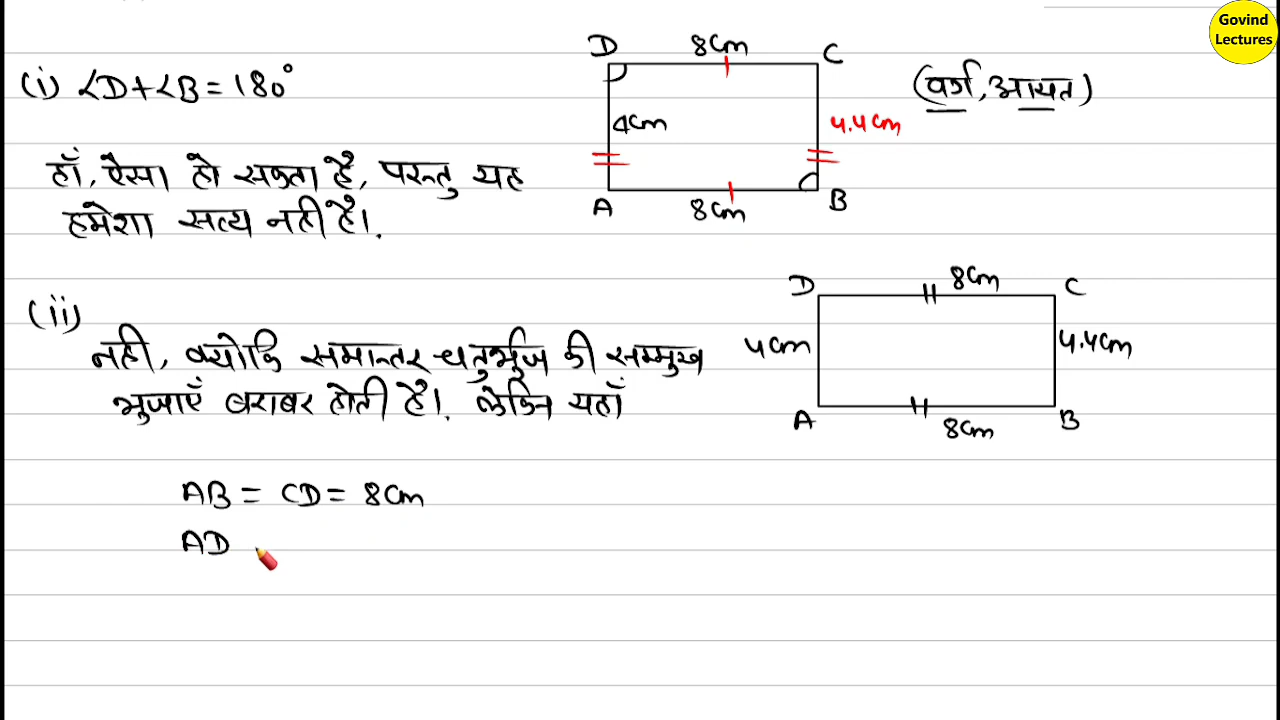 Govind
Lectures
(i) ∠D+∠B=180°
D 8cm C
4cm
4.4cm
A 8cm B
(वर्ग, आयत)
हाँ, ऐसा हो सकता है, परन्तु यह
हमेशा सत्य नही है।.
(ii)
नही, क्योकि समान्तर चतुर्भुज की सम्मुख
भुजाएँ बराबर होती है।. लेकिन यहाँ
D 8cm C
4cm
4.4cm
A 8cm B
AB = CD = 8cm
AD